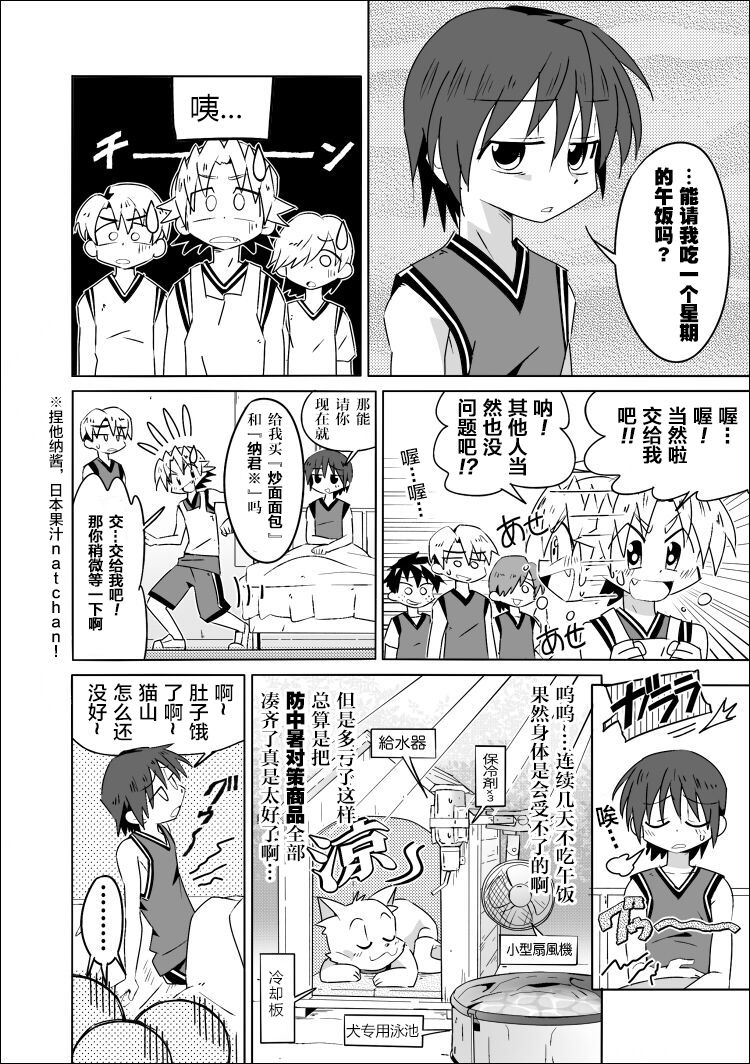 …能请我吃一个星期
的午饭吗？
咦…
チーーン
喔…
喔！
当然啦
交给我
吧!!
呐！
其他人当
然也没
问题吧!?
喔…
喔…
あせ
あせ
那能
请你
现在就
给我买『炒面面包』
和『纳君※』吗
交…交给我吧！
那你稍微等一下啊
※捏他纳酱，日本果汁natchan！
ガララ
唉…
グゥ～～
呜呜…连续几天不吃午饭
果然身体是会受不了的啊
但是多亏了这样
总算是把
防中暑对策商品全部
凑齐了真是太好了啊…
給水器
保冷剤×3
涼～
小型扇風機
冷却板
犬专用泳池
啊~
肚子饿
了啊~
猫山
怎么还
没好~
………